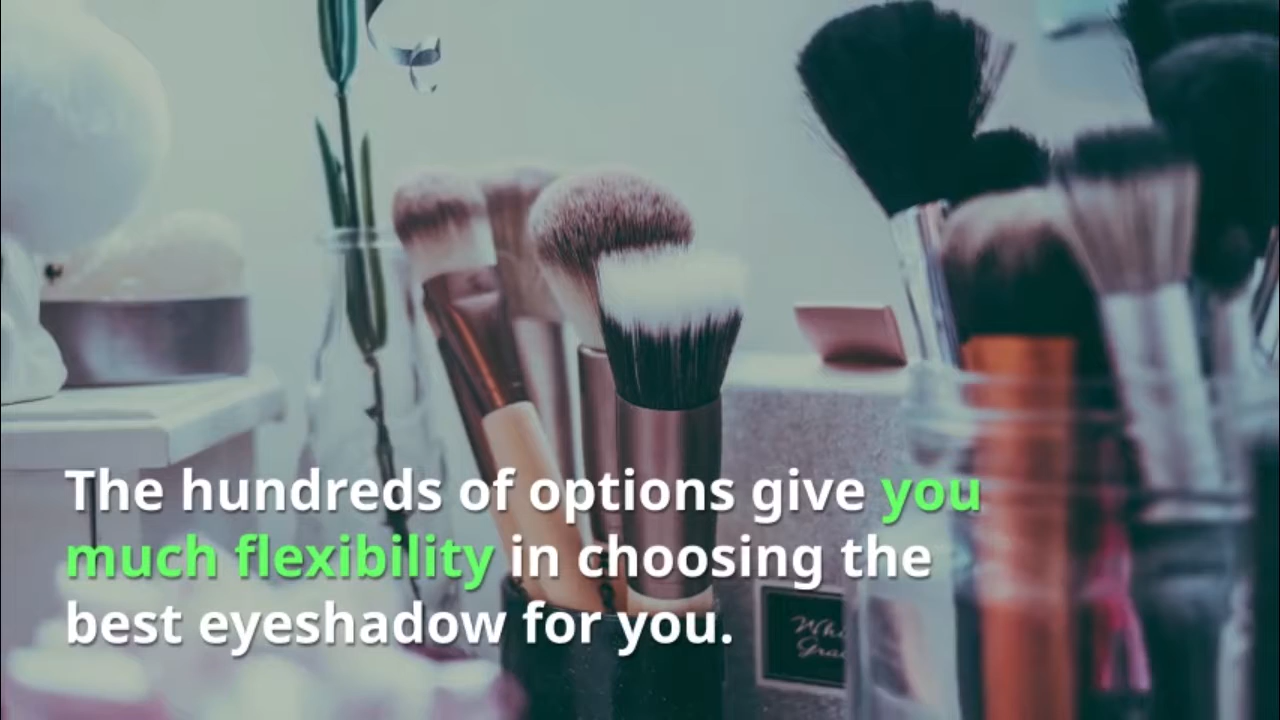 The hundreds of options give you
much flexibility in choosing the
best eyeshadow for you.